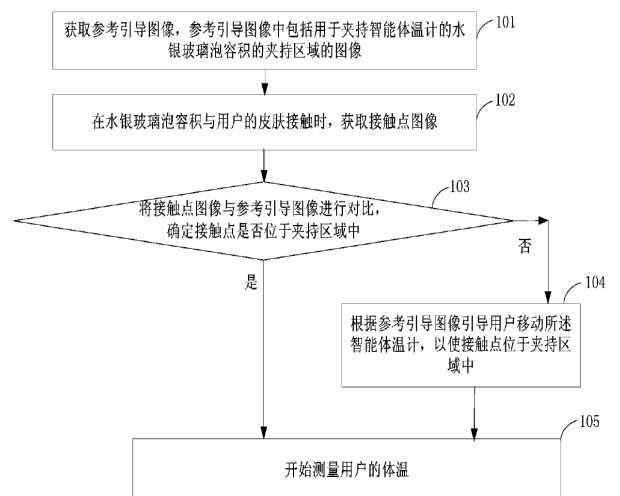 获取参考引导图像，参考引导图像中包括用于夹持智能体温计的水
银玻璃泡容积的夹持区域的图像
101
在水银玻璃泡容积与用户的皮肤接触时，获取接触点图像
102
将接触点图像与参考引导图像进行对比，
确定接触点是否位于夹持区域中
103
否
是
104
根据参考引导图像引导用户移动所述
智能体温计，以使接触点位于夹持区
域中
105
开始测量用户的体温